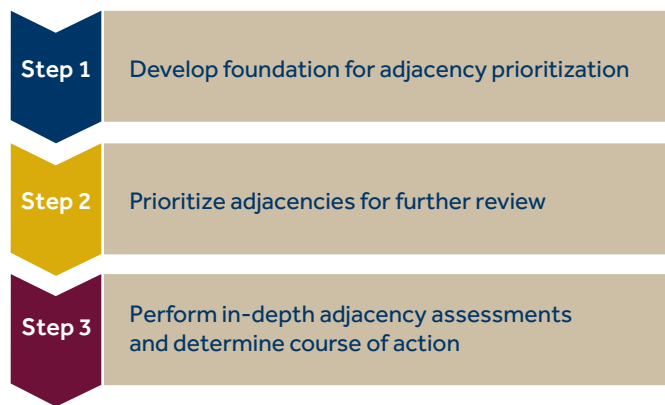 Step 1
Develop foundation for adjacency prioritization
Step 2
Prioritize adjacencies for further review
Step 3
Perform in-depth adjacency assessments
and determine course of action